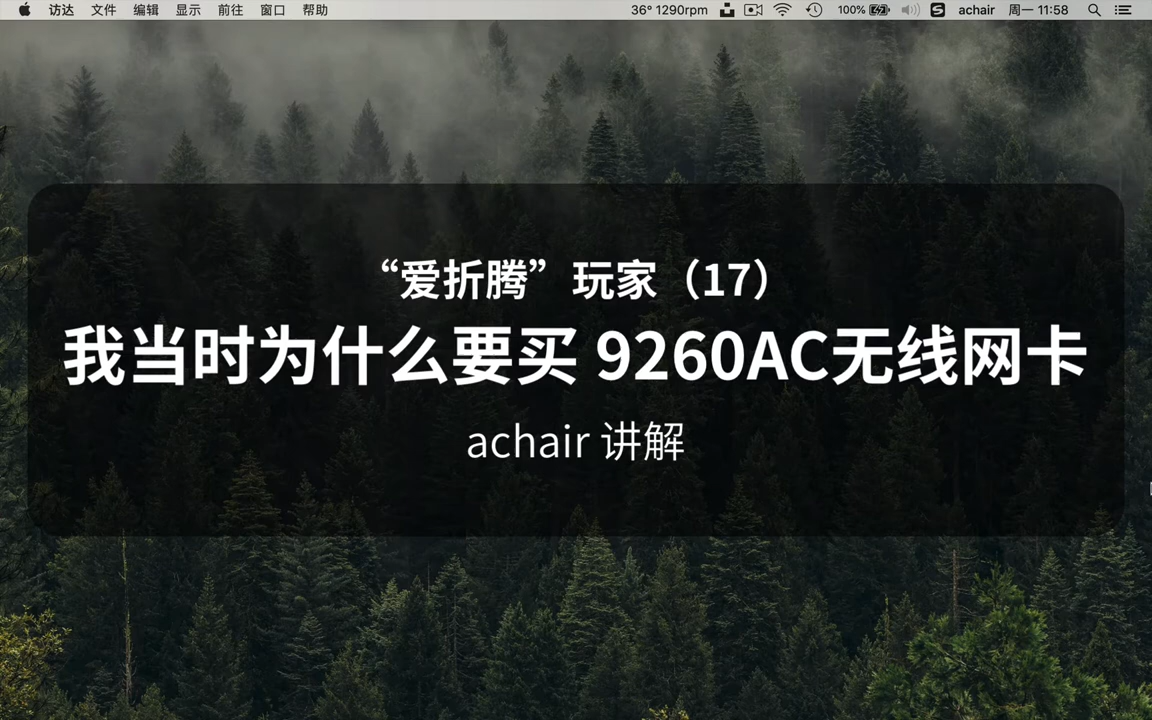 访达 文件 编辑 显示 前往 窗口 帮助 36° 1290rpm 100% achair 周一 11:58
“爱折腾”玩家（17）
我当时为什么要买 9260AC无线网卡
achair 讲解